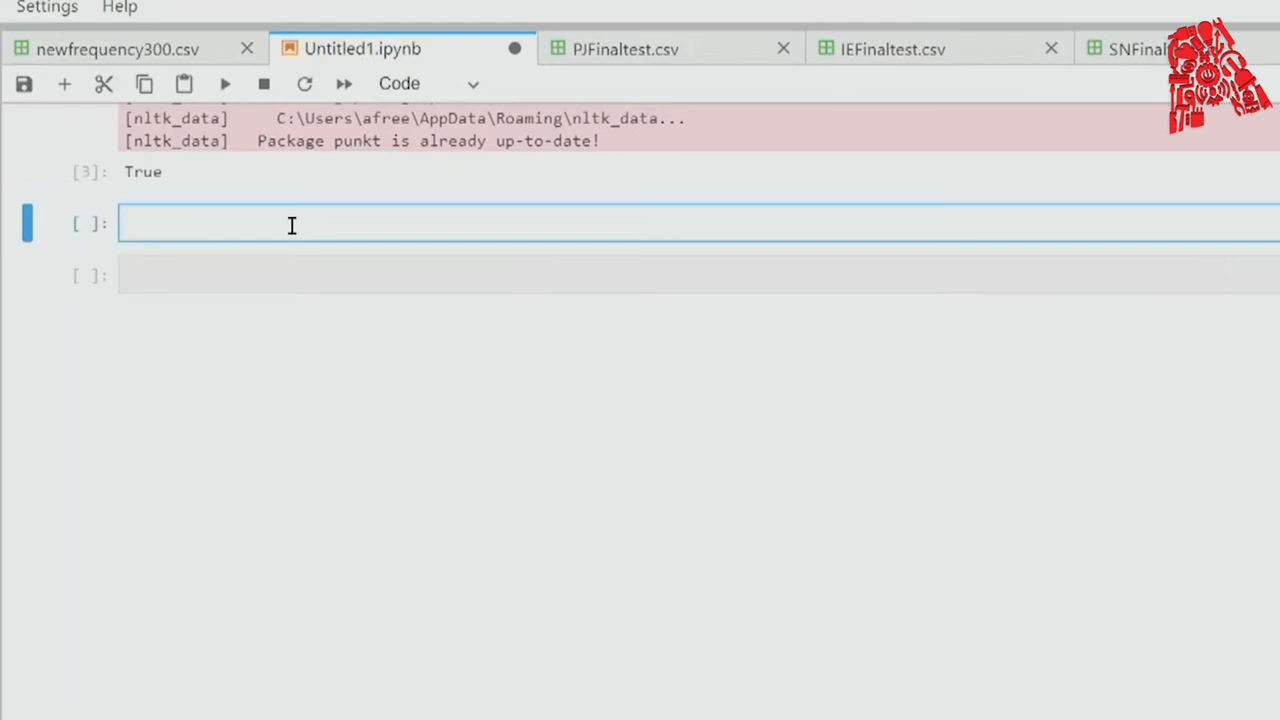 Settings Help
newfrequency300.csv Untitled1.ipynb PJFinaltest.csv IEFinaltest.csv SNFinal
Code
[nltk_data] C:\Users\afree\AppData\Roaming\nltk_data...
[nltk_data] Package punkt is already up-to-date!
[3]: True
[ ]:
[ ]: